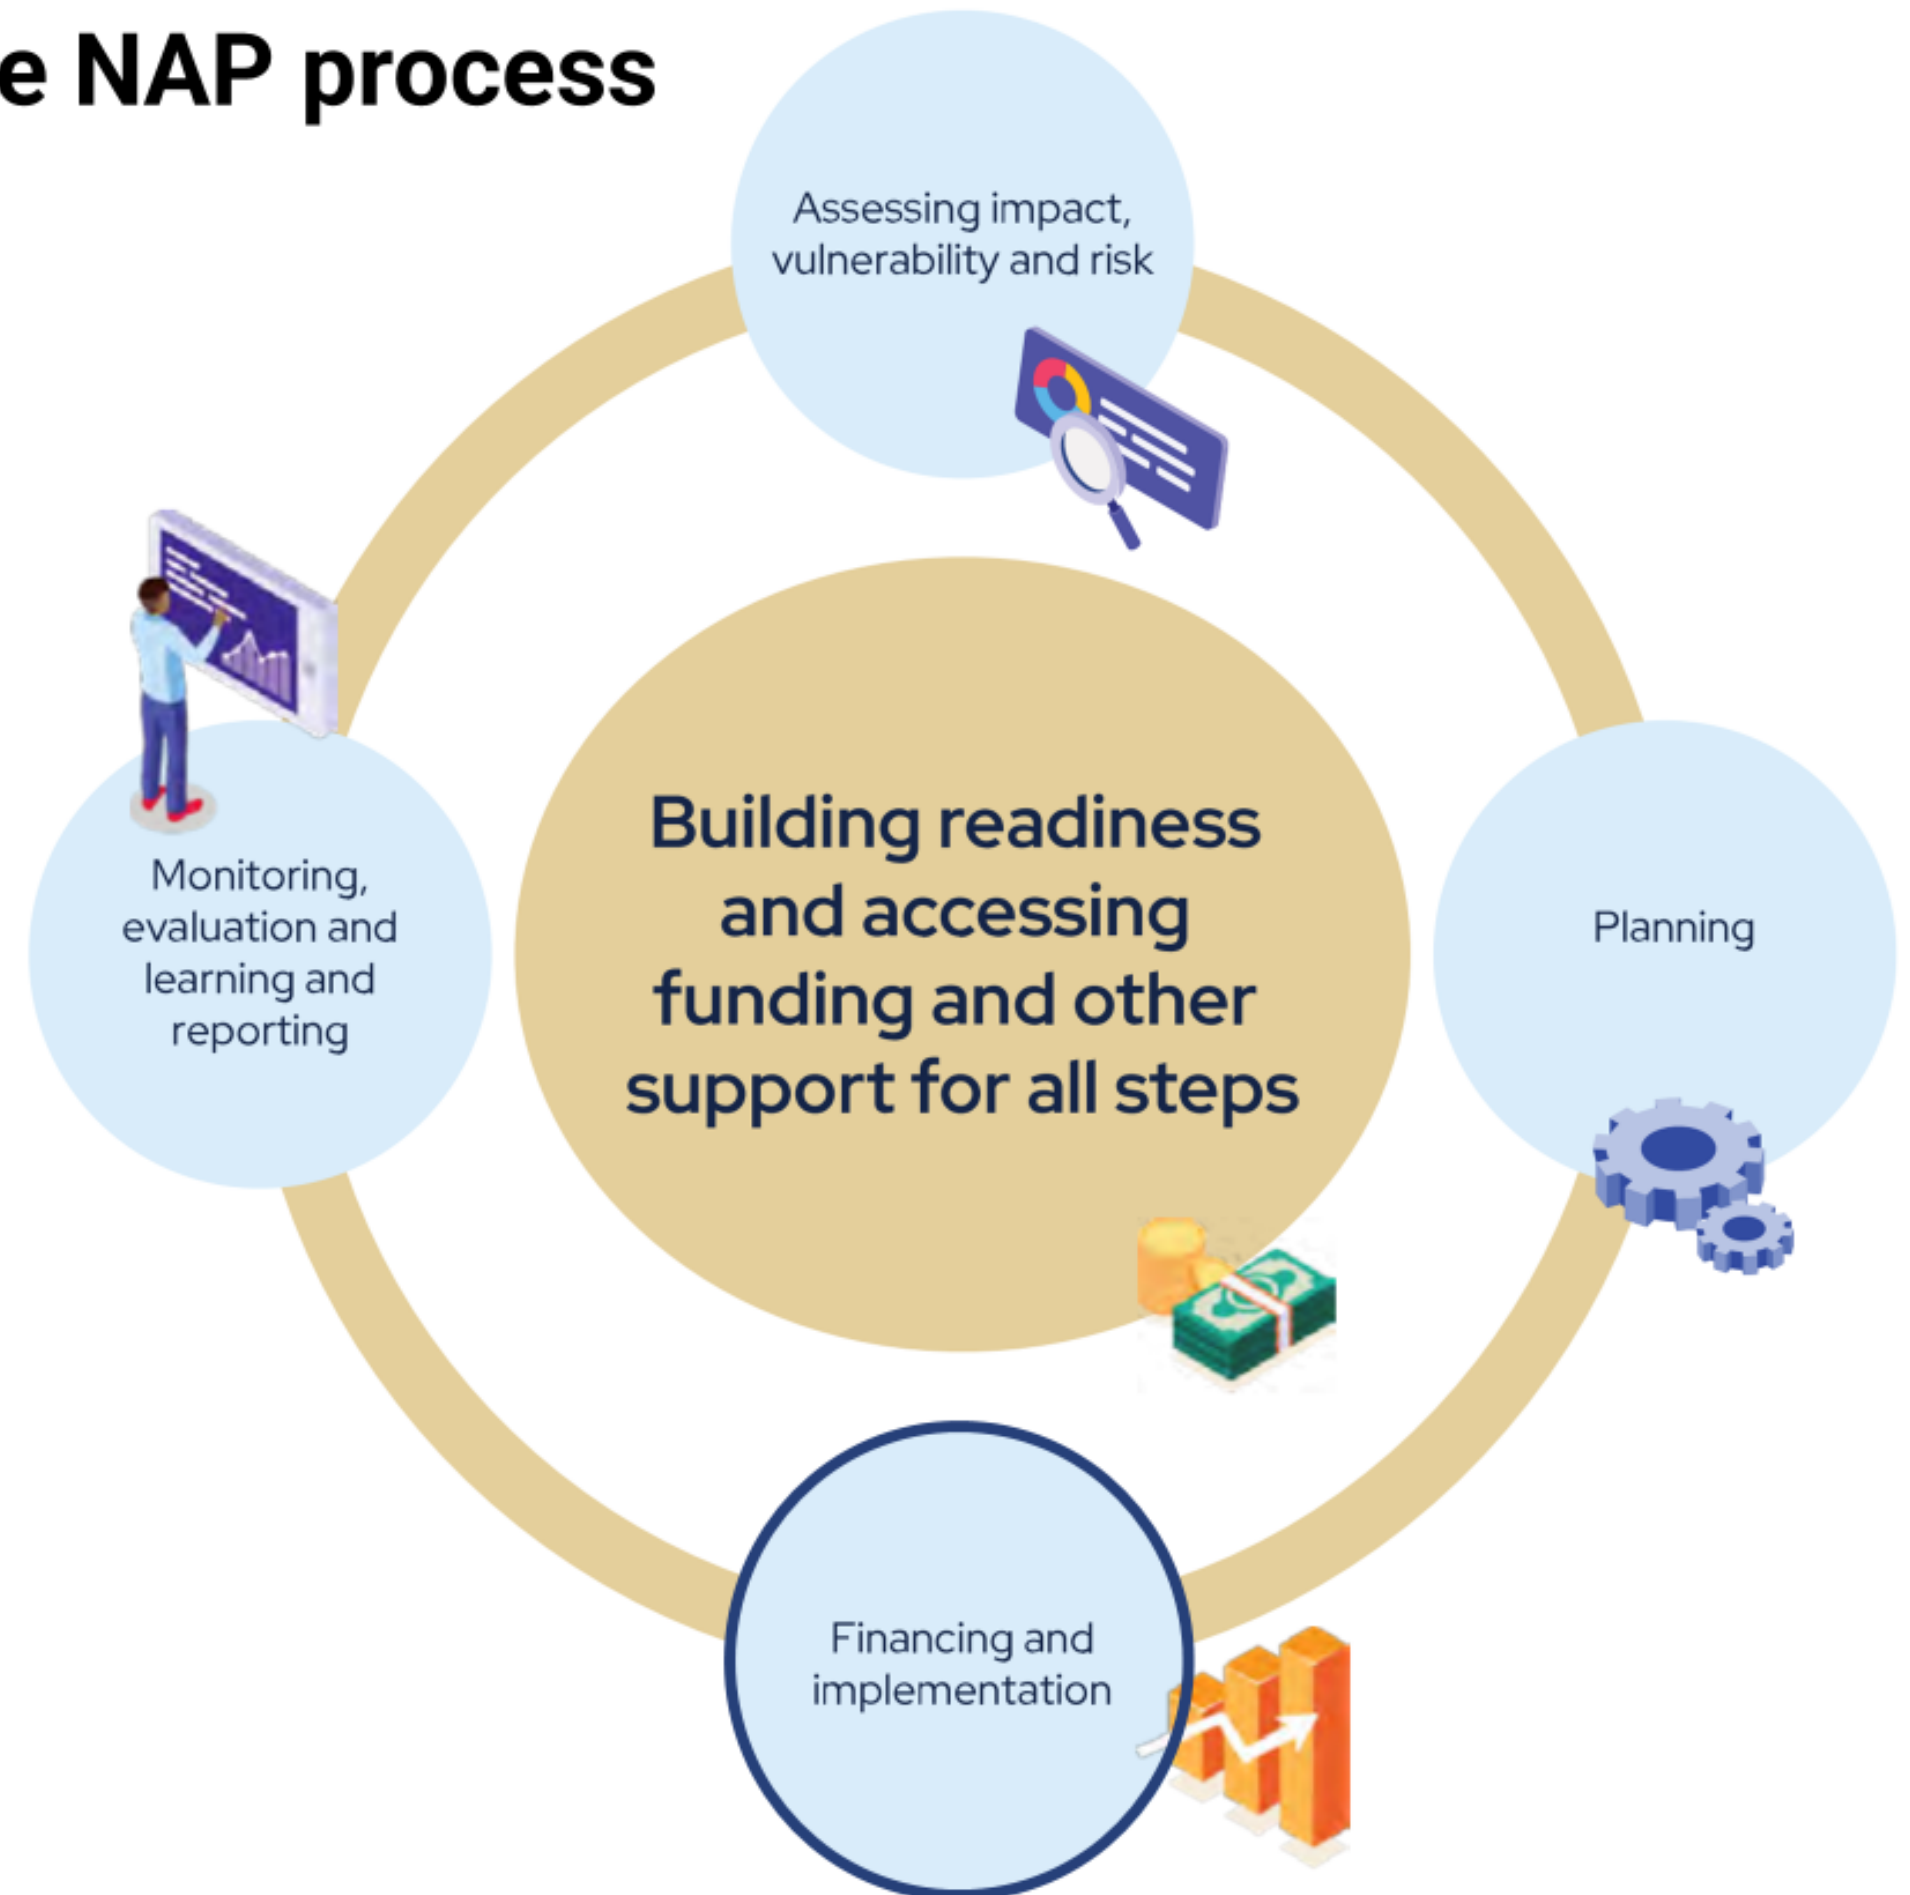 e NAP process
Assessing impact,
vulnerability and risk
Monitoring,
evaluation and
learning and
reporting
Building readiness
and accessing
funding and other
support for all steps
Planning
Financing and
implementation